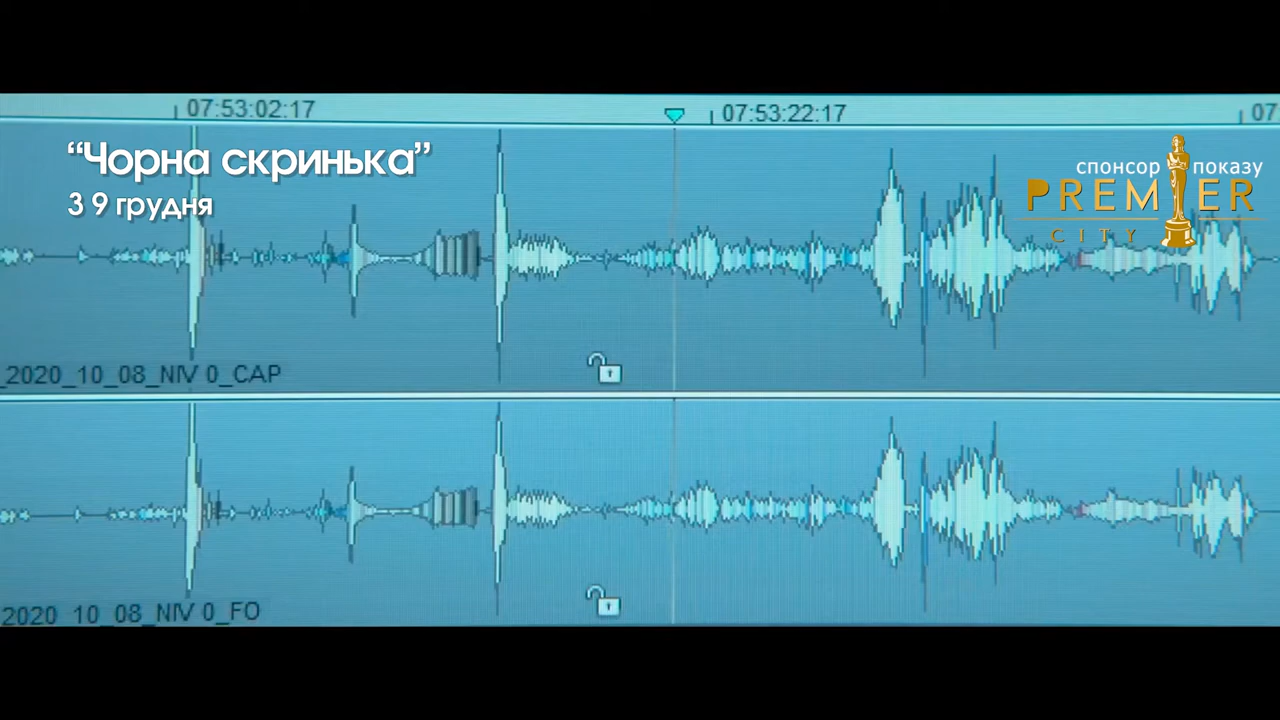 07:53:02:17
07:53:22:17
07
“Чорна скринька”
З 9 грудня
спонсор показу
PREMIER
CITY
_2020_10_08_NIV 0_CAP
2020_10_08_NIV 0_FO